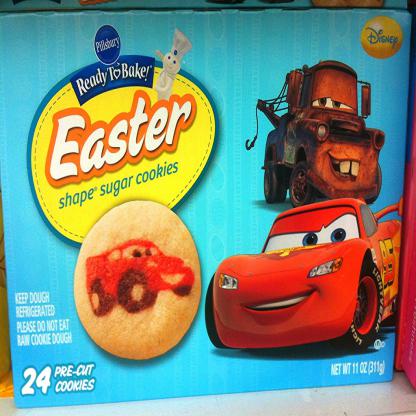 Pillsbury
Ready To Bake!
Easter
shape® sugar cookies
Disney
KEEP DOUGH
REFRIGERATED
PLEASE DO NOT EAT
RAW COOKIE DOUGH
24 PRE-CUT
COOKIES
NET WT 11 OZ (311g)